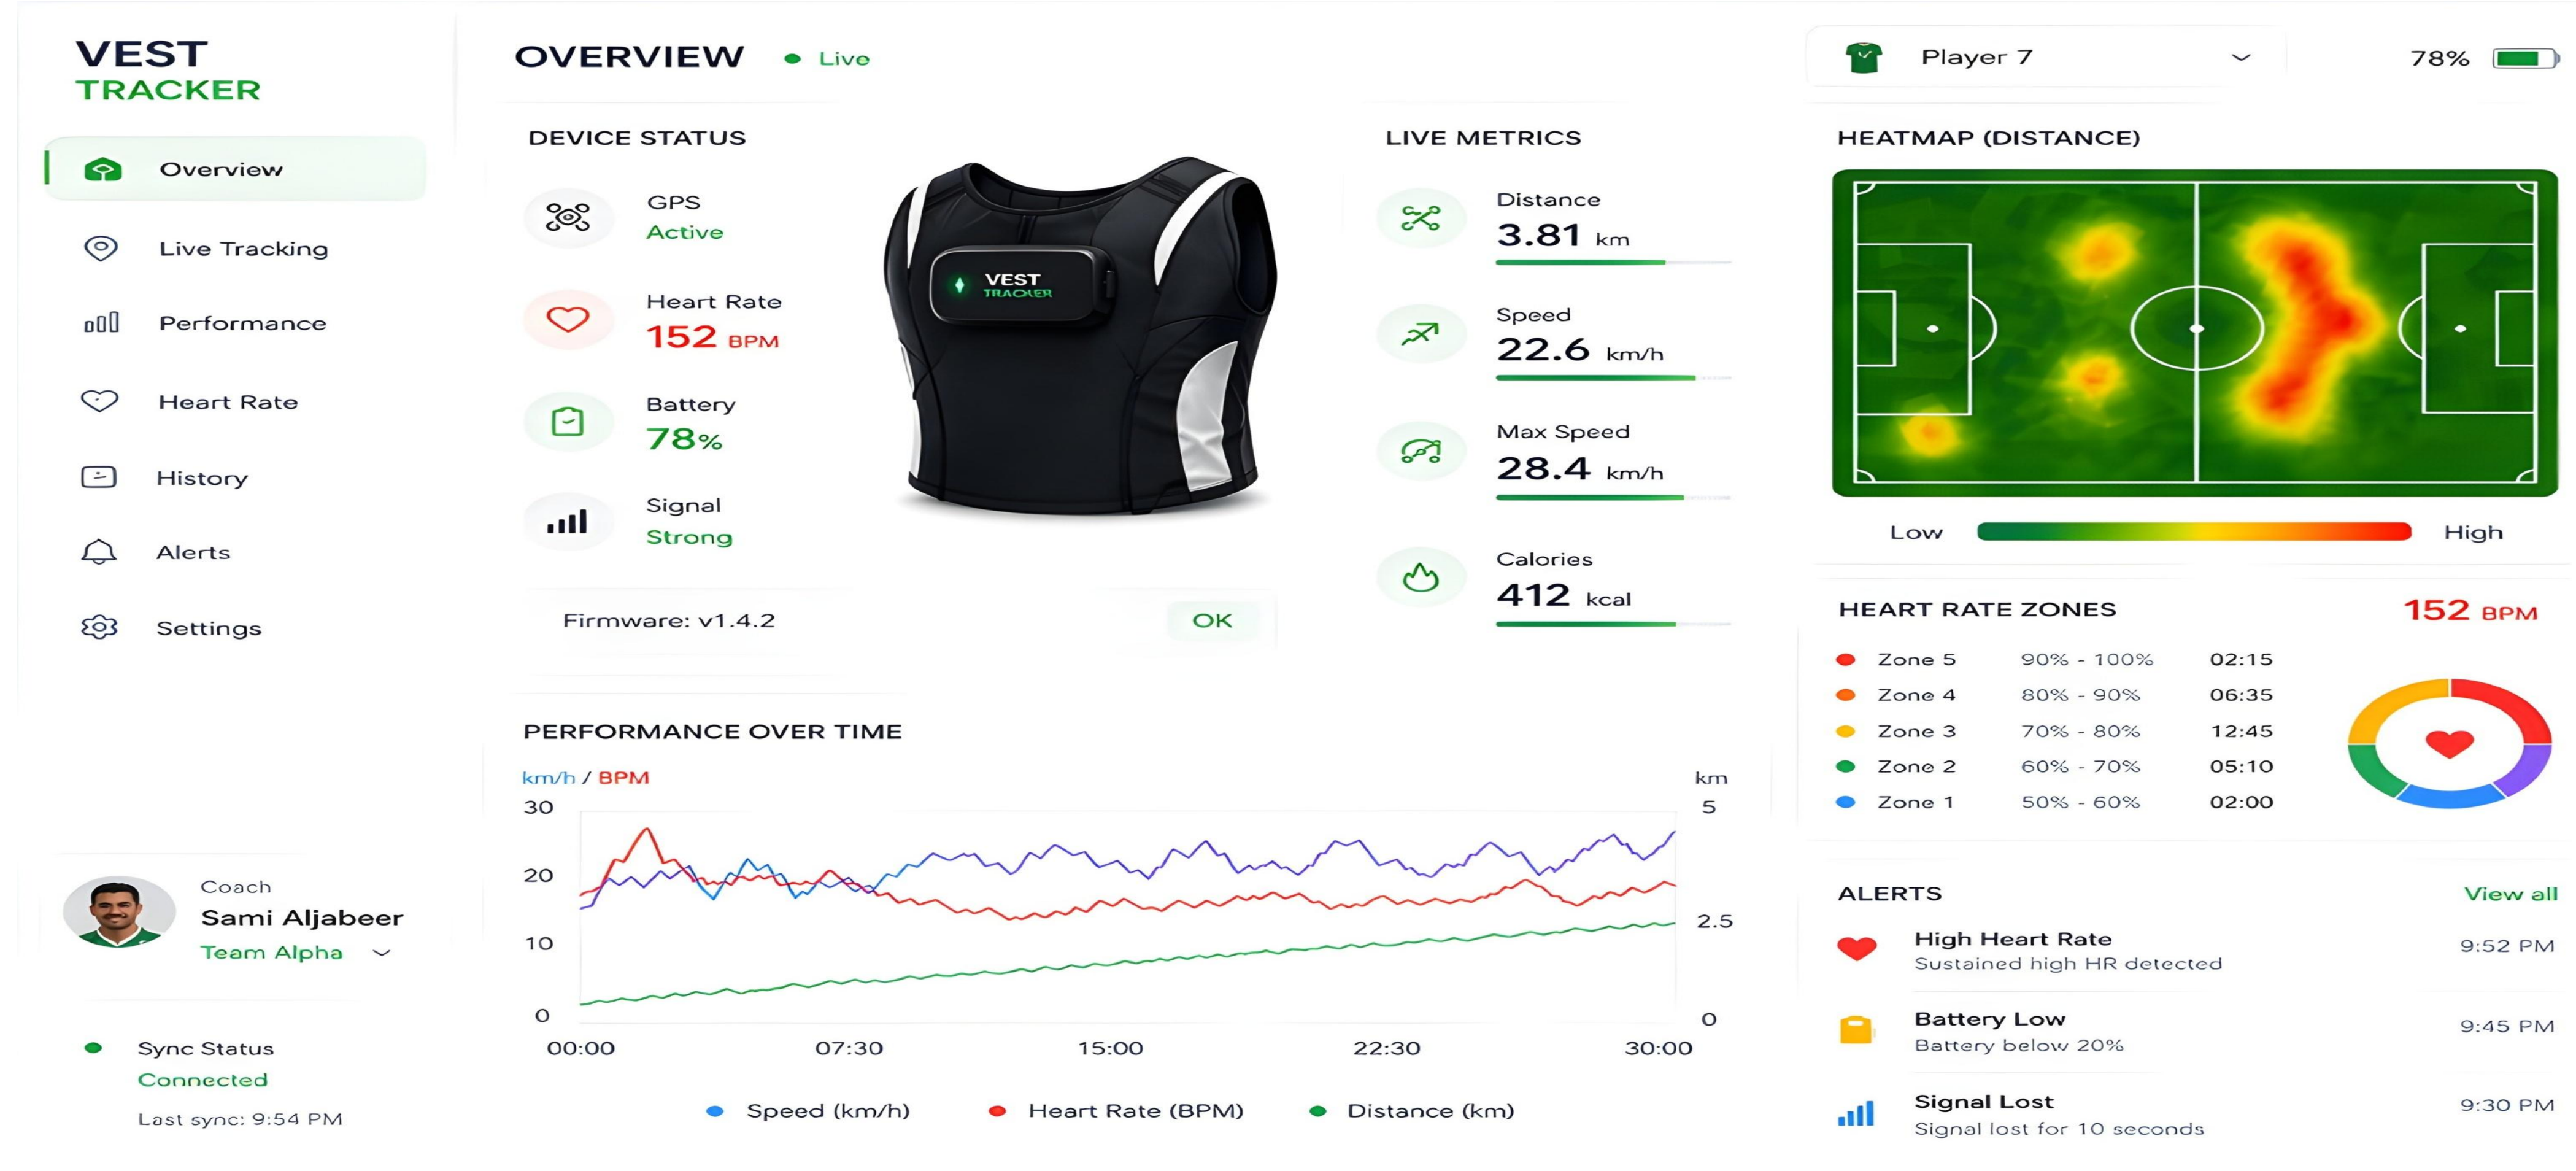 VEST
TRACKER
Overview
Live Tracking
Performance
Heart Rate
History
Alerts
Settings
Coach
Sami Aljabeer
Team Alpha
Sync Status
Connected
Last sync: 9:54 PM
OVERVIEW
Live
DEVICE STATUS
GPS
Active
Heart Rate
152 BPM
Battery
78%
Signal
Strong
Firmware: v1.4.2
OK
VEST
LIVE METRICS
Distance
3.81 km
Speed
22.6 km/h
Max Speed
28.4 km/h
Calories
412 kcal
PERFORMANCE OVER TIME
km/h / BPM
km
30
20
10
0
5
2.5
0
00:00 07:30 15:00 22:30 30:00
Speed (km/h) Heart Rate (BPM) Distance (km)
Player 7
78%
HEATMAP (DISTANCE)
Low High
HEART RATE ZONES
152 BPM
Zone 5 90% - 100% 02:15
Zone 4 80% - 90% 06:35
Zone 3 70% - 80% 12:45
Zone 2 60% - 70% 05:10
Zone 1 50% - 60% 02:00
ALERTS
View all
High Heart Rate
9:52 PM
Sustained high HR detected
Battery Low
9:45 PM
Battery below 20%
Signal Lost
9:30 PM
Signal lost for 10 seconds